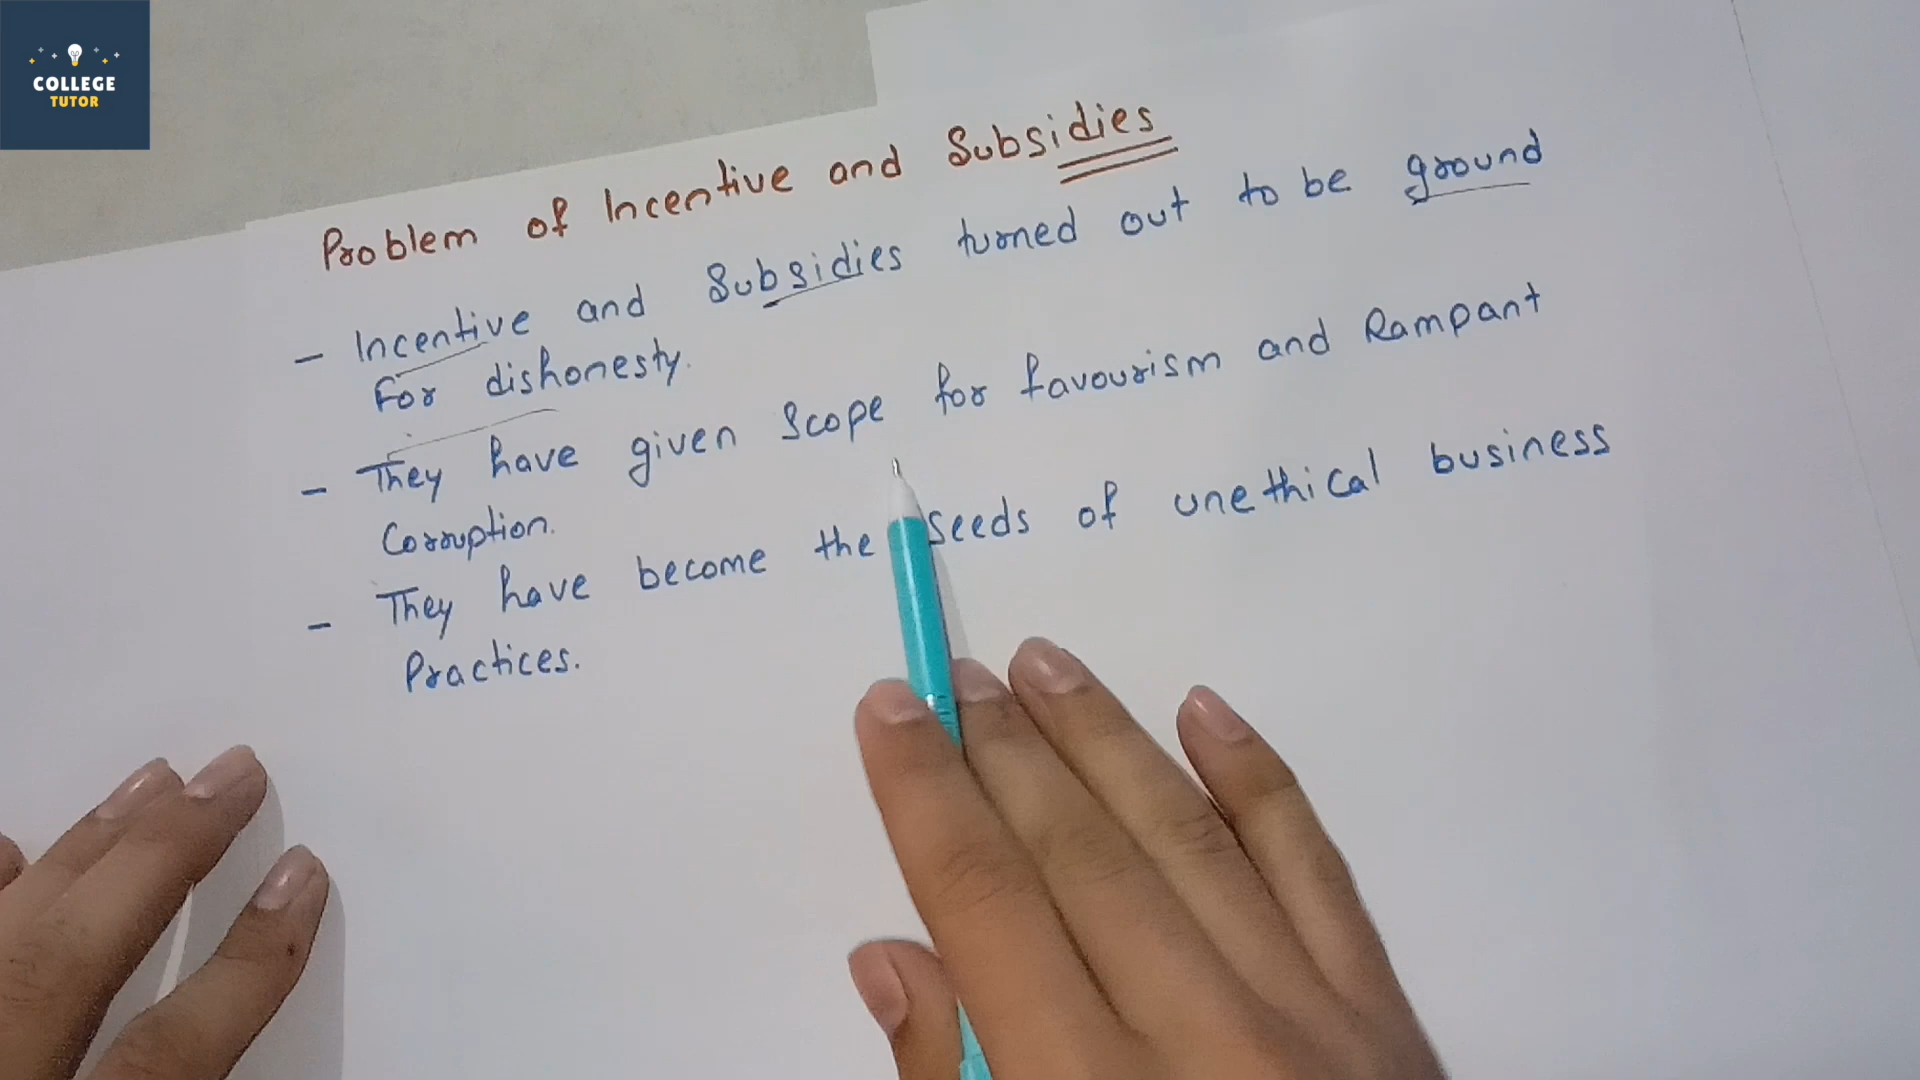 COLLEGE
TUTOR
Problem of Incentive and Subsidies
- Incentive and Subsidies turned out to be ground
For dishonesty.
- They have given Scope for favourism and Rampant
Corruption.
- They have become the Seeds of unethical business
Practices.